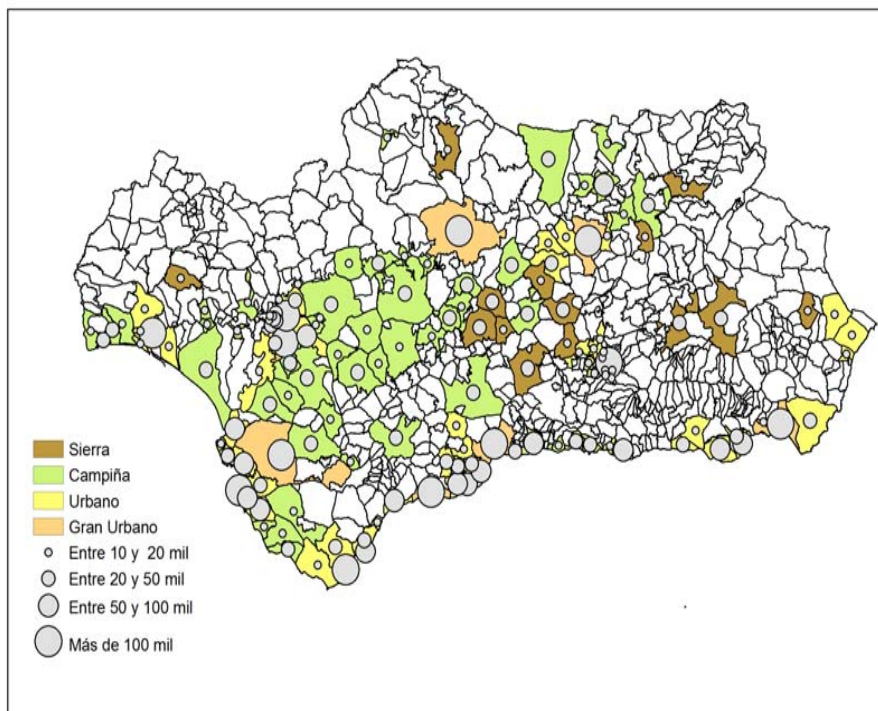 Sierra
Campiña
Urbano
Gran Urbano
Entre 10 y 20 mil
Entre 20 y 50 mil
Entre 50 y 100 mil
Más de 100 mil